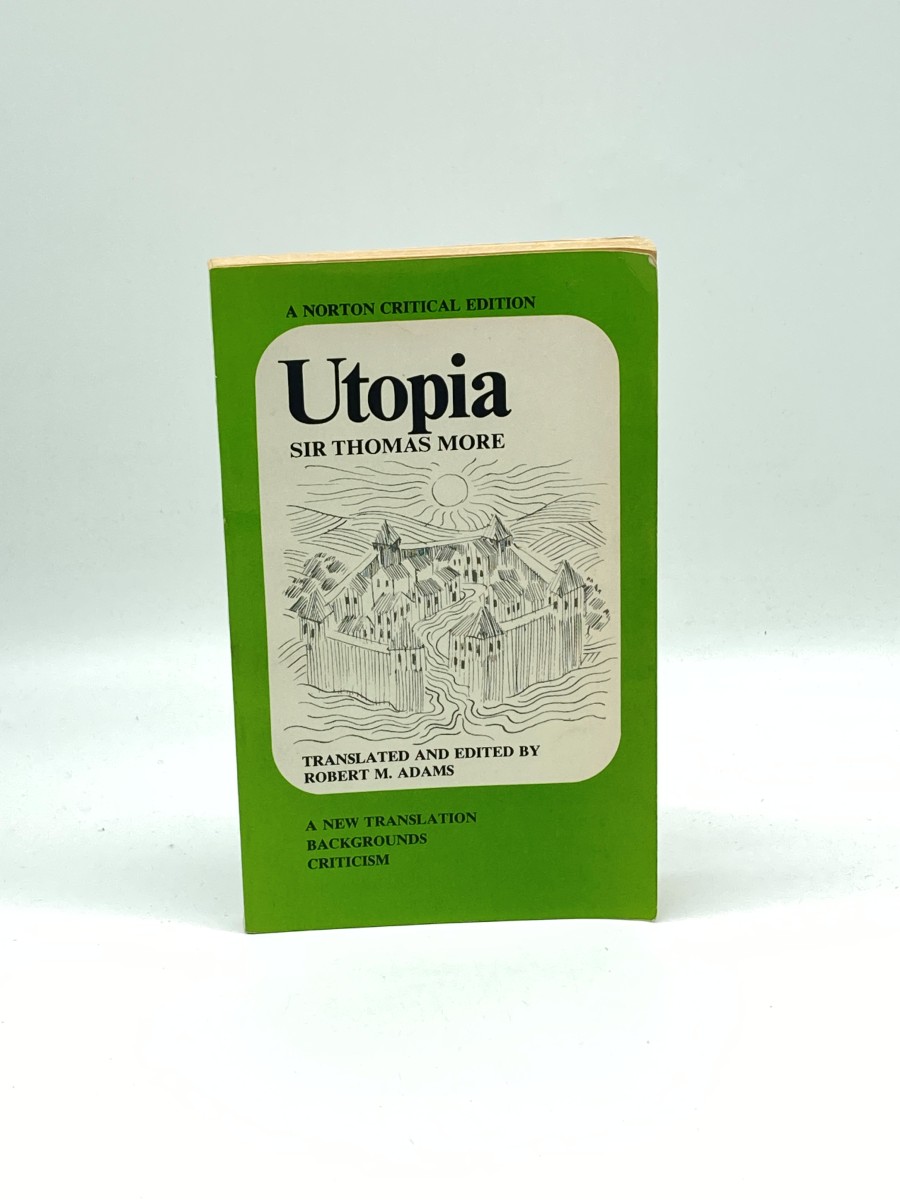 A NORTON CRITICAL EDITION
Utopia
SIR THOMAS MORE
TRANSLATED AND EDITED BY
ROBERT M. ADAMS
A NEW TRANSLATION
BACKGROUNDS
CRITICISM